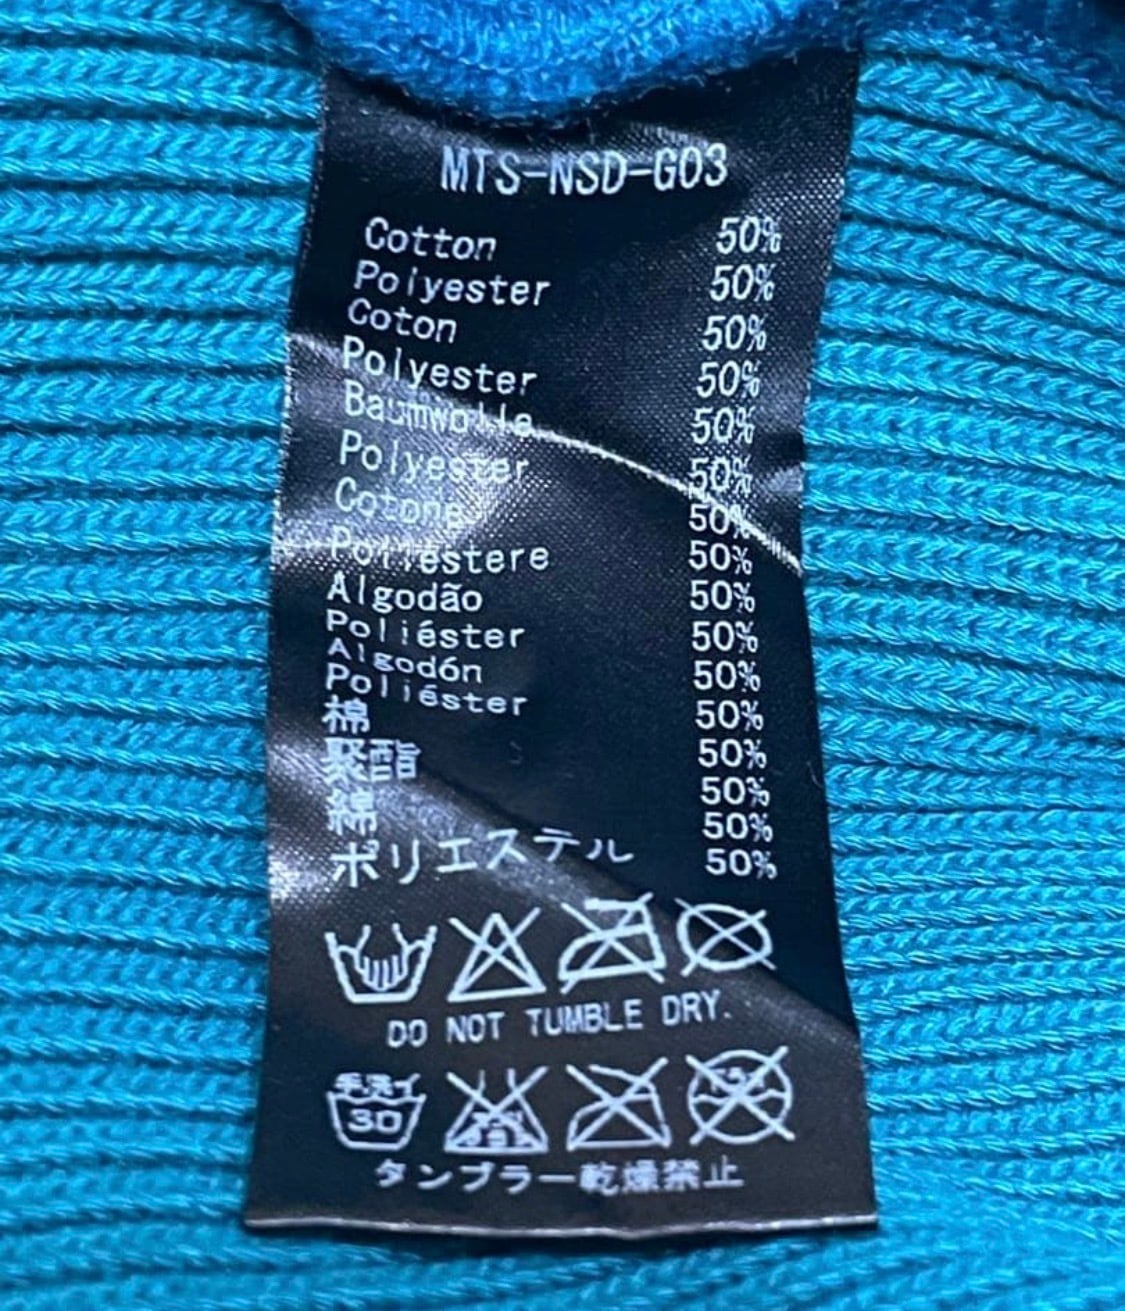 MTS-NSD-G03
Cotton 50%
Polyester 50%
Coton 50%
Polyester 50%
Baumwolle 50%
Polyester 50%
Cotone 50%
Poliestere 50%
Algodão 50%
Poliéster 50%
Algodón 50%
Poliéster 50%
棉 50%
聚酯 50%
綿 50%
ポリエステル 50%
DO NOT TUMBLE DRY.
手洗イ
30
タンブラー乾燥禁止